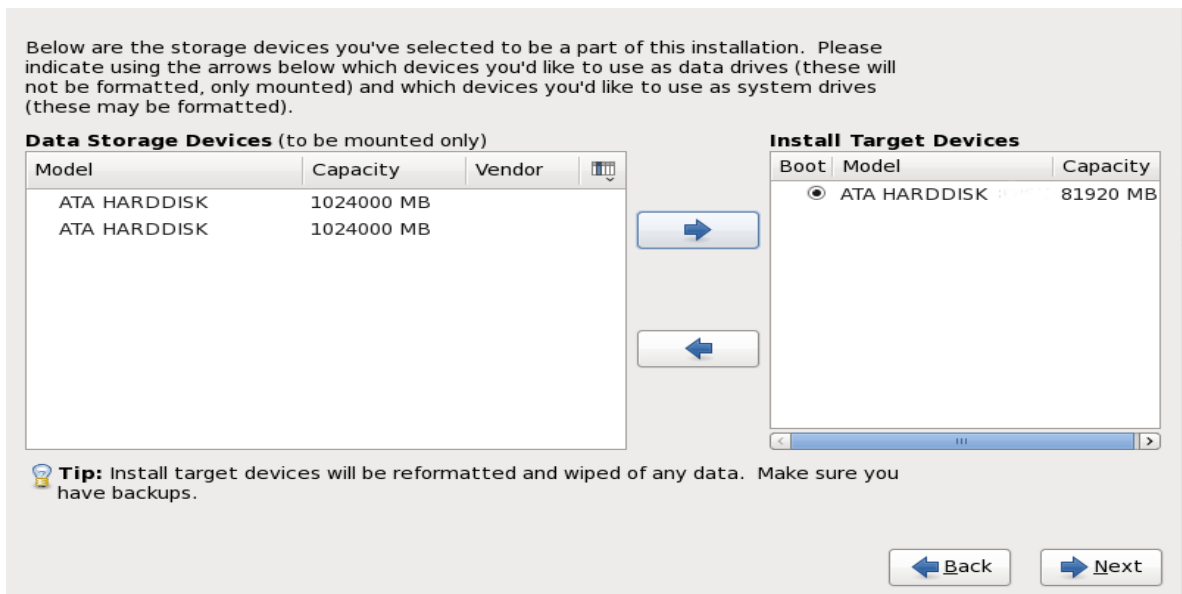 Below are the storage devices you've selected to be a part of this installation.  Please
indicate using the arrows below which devices you'd like to use as data drives (these will
not be formatted, only mounted) and which devices you'd like to use as system drives
(these may be formatted).
Data Storage Devices (to be mounted only)
Model Capacity Vendor
ATA HARDDISK 1024000 MB
ATA HARDDISK 1024000 MB
Install Target Devices
Boot Model Capacity
ATA HARDDISK 81920 MB
Tip: Install target devices will be reformatted and wiped of any data.  Make sure you
have backups.
Back Next